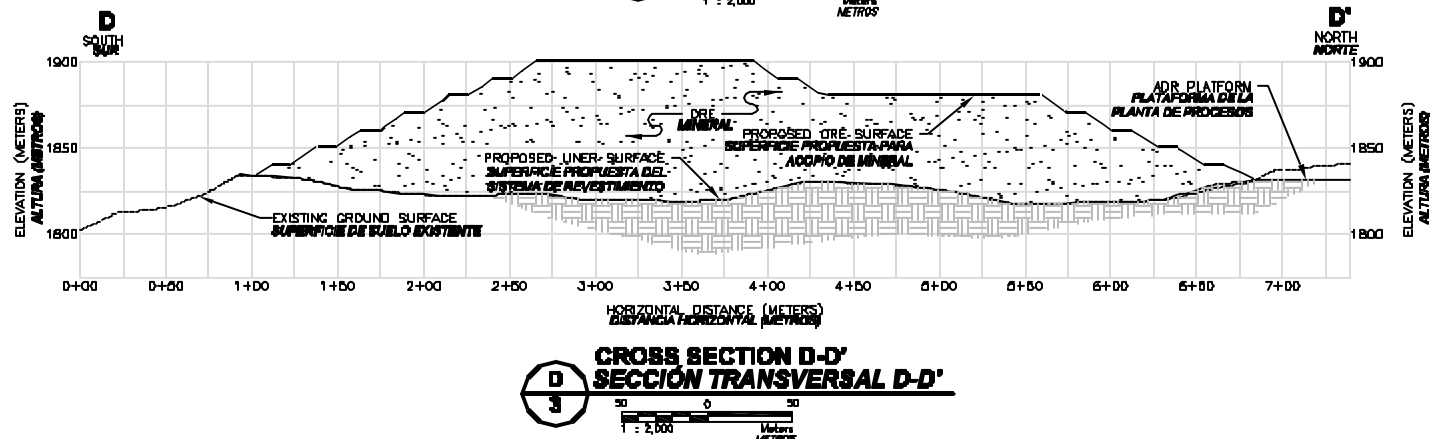 1 : 2,000
Meters
METROS
D
SOUTH
SUR
D'
NORTH
NORTE
1900
1850
1800
ELEVATION (METERS)
ALTURA (METROS)
ORE
MINERAL
PROPOSED ORE SURFACE
SUPERFICIE PROPUESTA PARA
ACOPIO DE MINERAL
PROPOSED LINER SURFACE
SUPERFICIE PROPUESTA DEL
SISTEMA DE REVESTIMIENTO
EXISTING GROUND SURFACE
SUPERFICIE DE SUELO EXISTENTE
ADR PLATFORM
PLATAFORMA DE LA
PLANTA DE PROCESOS
1900
1850
1800
ELEVATION (METERS)
ALTURA (METROS)
0+00 0+50 1+00 1+50 2+00 2+50 3+00 3+50 4+00 4+50 5+00 5+50 6+00 6+50 7+00
HORIZONTAL DISTANCE (METERS)
DISTANCIA HORIZONTAL (METROS)
D
CROSS SECTION D-D'
SECCIÓN TRANSVERSAL D-D'
50 0 50
1 : 2,000
Meters
METROS